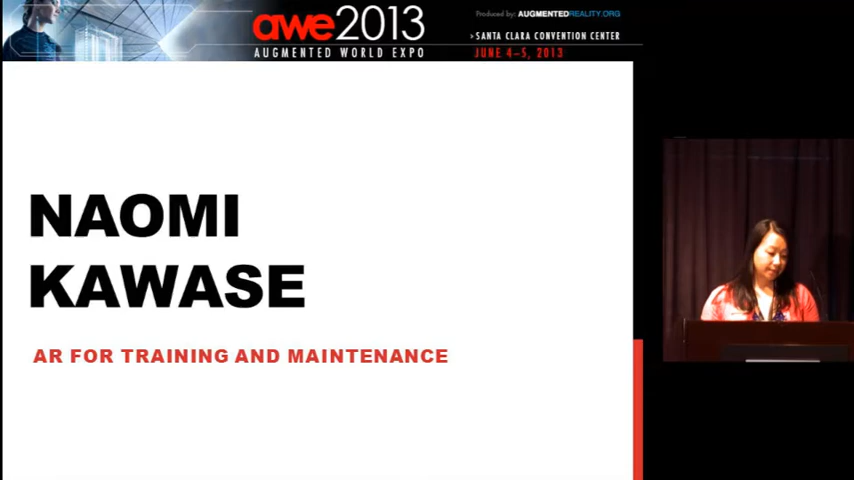 awe2013
AUGMENTED WORLD EXPO
Produced by: AUGMENTEDREALITY.ORG
> SANTA CLARA CONVENTION CENTER
JUNE 4–5, 2013
NAOMI
KAWASE
AR FOR TRAINING AND MAINTENANCE